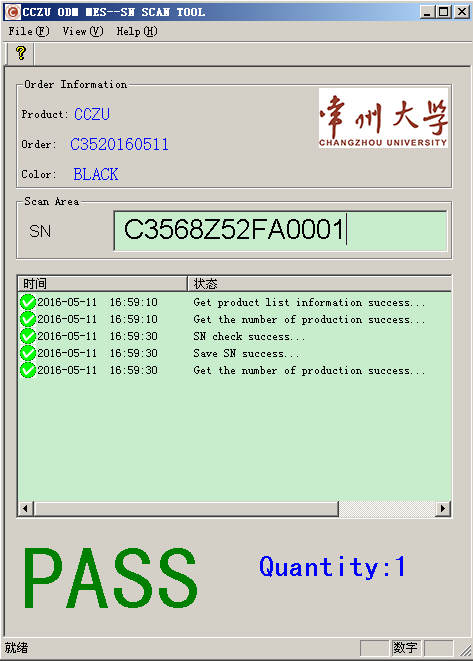 CCZU ODM MES--SN SCAN TOOL
File(F) View(V) Help(H)
Order Information
Product: CCZU
Order: C3520160511
Color: BLACK
常州大学
CHANGZHOU UNIVERSITY
Scan Area
SN C3568Z52FA0001
时间 状态
2016-05-11 16:59:10 Get product list information success...
2016-05-11 16:59:10 Get the number of production success...
2016-05-11 16:59:30 SN check success...
2016-05-11 16:59:30 Save SN success...
2016-05-11 16:59:30 Get the number of production success...
PASS Quantity:1
就绪 数字